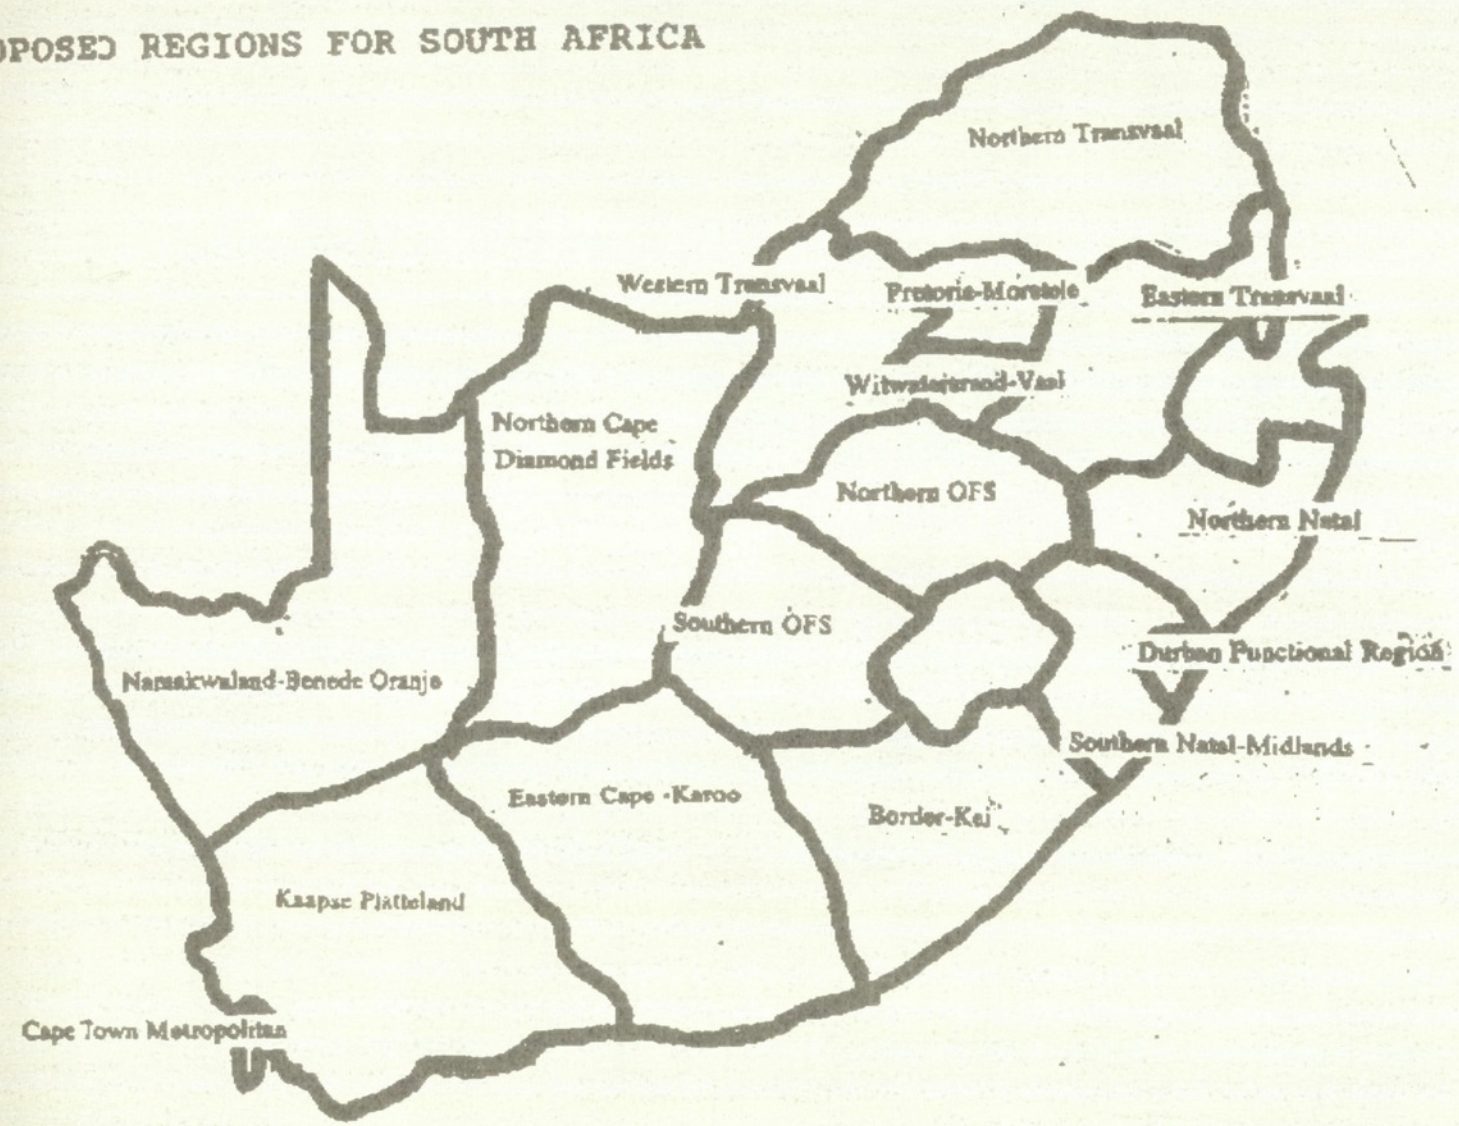 OPOSED REGIONS FOR SOUTH AFRICA
Northern Transvaal
Western Transvaal
Pretoria-Moretele
Eastern Transvaal
Witwatersrand-Vaal
Northern Cape
Diamond Fields
Northern OFS
Northern Natal
Southern OFS
Durban Functional Region
Namakwaland-Benede Oranje
Southern Natal-Midlands
Eastern Cape -Karoo
Border-Kei
Kaapse Platteland
Cape Town Metropolitan